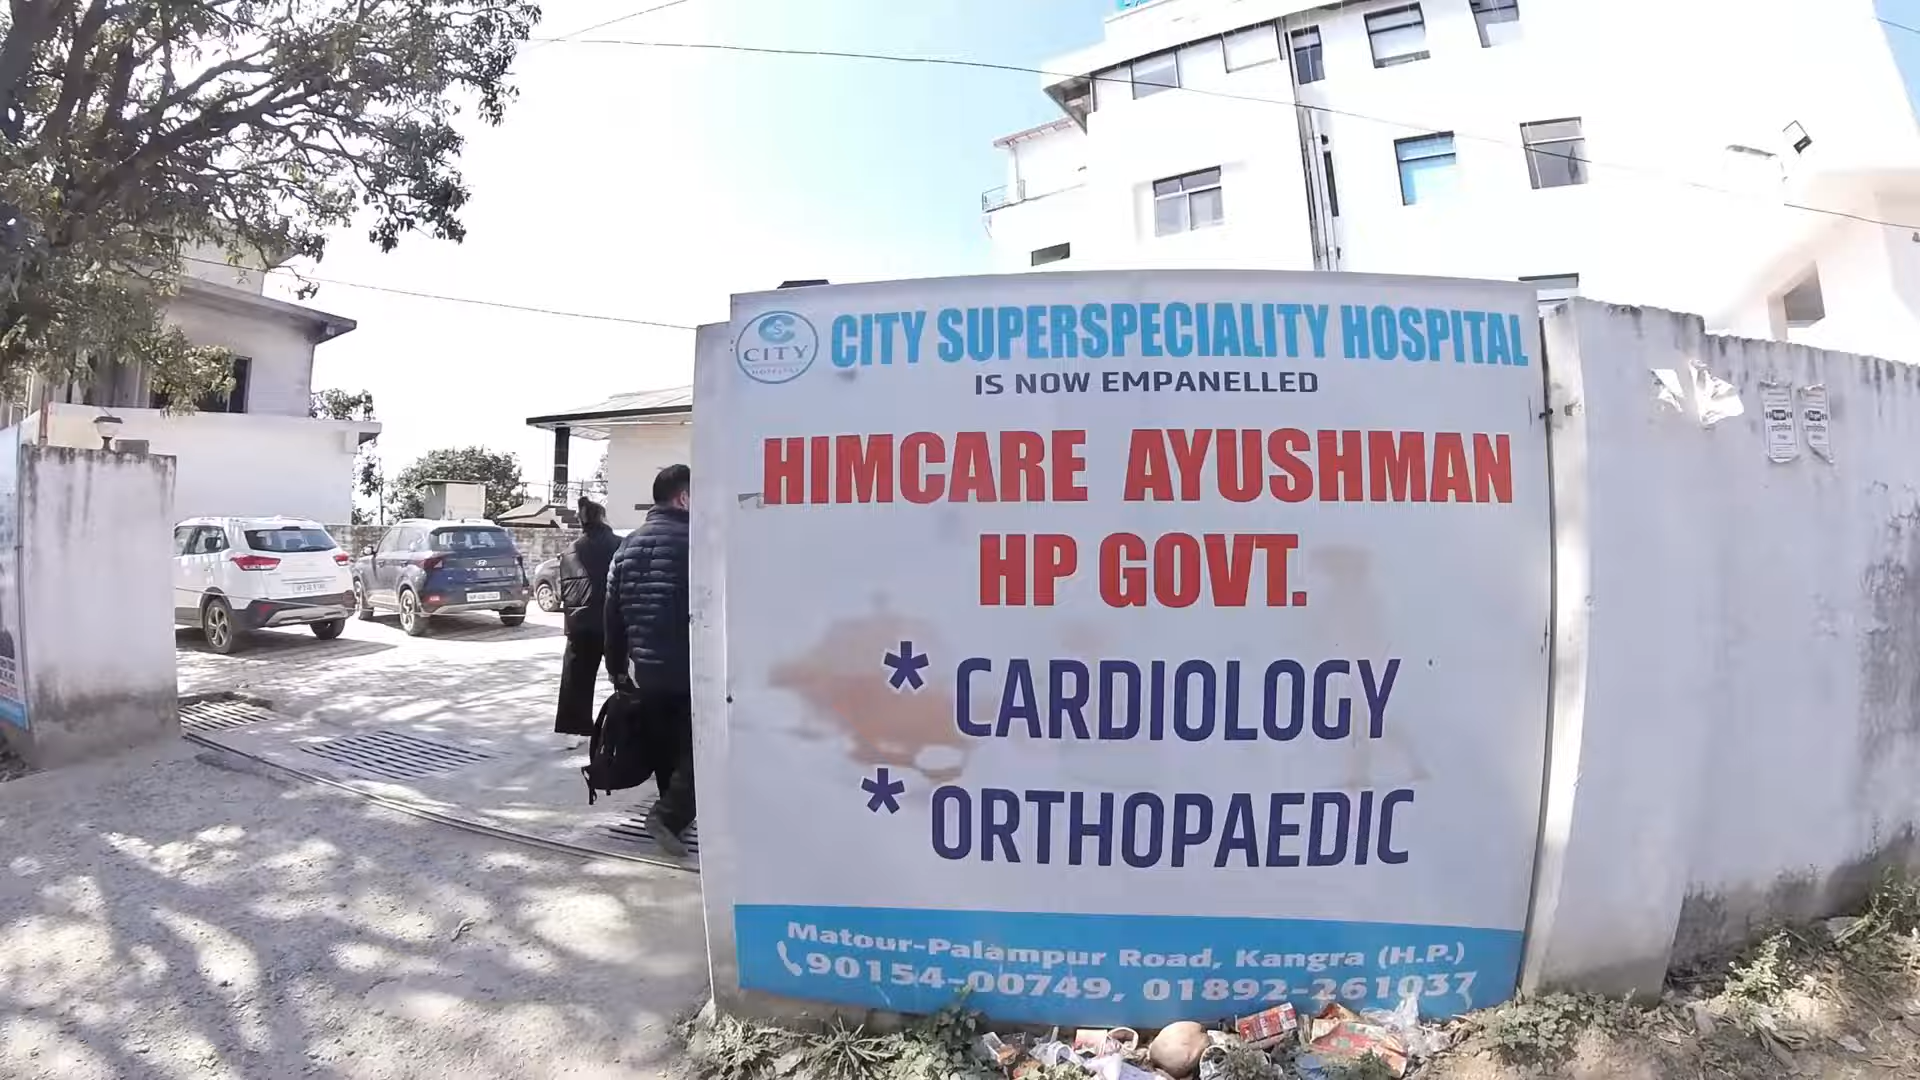 CITY
HOSPITAL
CITY SUPERSPECIALITY HOSPITAL
IS NOW EMPANELLED
HIMCARE AYUSHMAN
HP GOVT.
* CARDIOLOGY
* ORTHOPAEDIC
Matour-Palampur Road, Kangra (H.P.)
90154-00749, 01892-261037